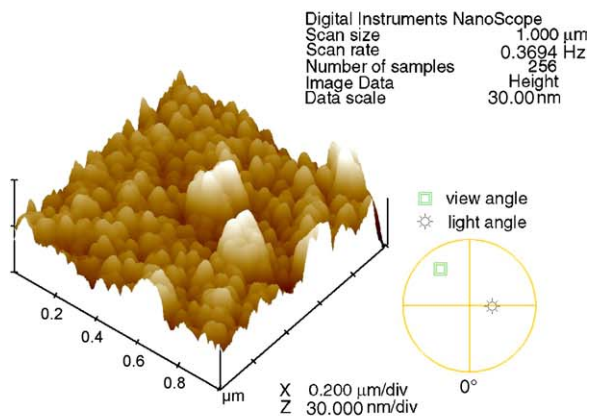 Digital Instruments NanoScope
Scan size 1.000 µm
Scan rate 0.3694 Hz
Number of samples 256
Image Data Height
Data scale 30.00 nm
view angle
light angle
0.2
0.4
0.6
0.8
µm
X 0.200 µm/div
Z 30.000 nm/div
0°